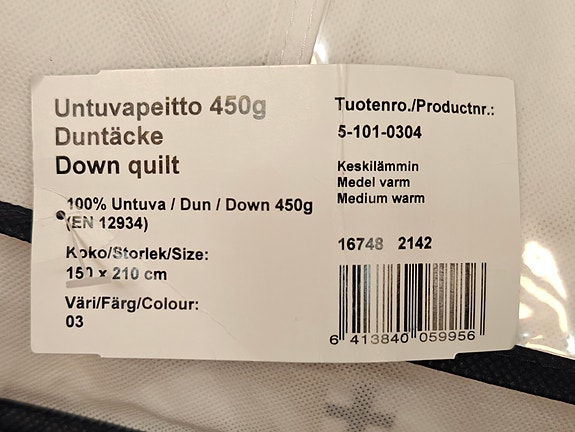 Untuvapeitto 450g
Duntäcke
Down quilt
100% Untuva / Dun / Down 450g
(EN 12934)
Koko/Storlek/Size:
150 x 210 cm
Väri/Färg/Colour:
03
Tuotenro./Productnr.:
5-101-0304
Keskilämmin
Medel varm
Medium warm
16748 2142
6 413840 059956